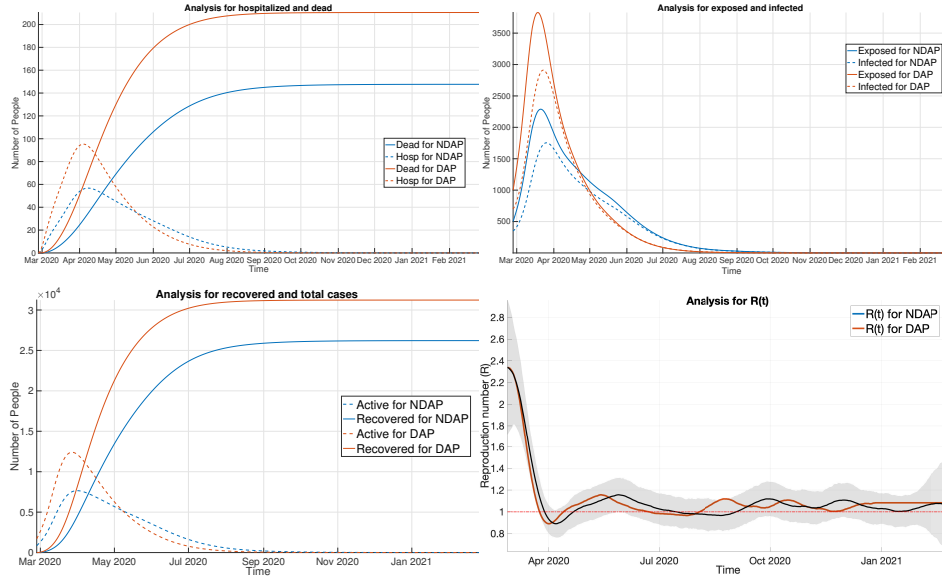 Analysis for hospitalized and dead
Number of People
200
180
160
140
120
100
80
60
40
20
0
Dead for NDAP
Hosp for NDAP
Dead for DAP
Hosp for DAP
Mar 2020 Apr 2020 May 2020 Jun 2020 Jul 2020 Aug 2020 Sep 2020 Oct 2020 Nov 2020 Dec 2020 Jan 2021 Feb 2021
Time
Analysis for exposed and infected
Number of People
3500
3000
2500
2000
1500
1000
500
Exposed for NDAP
Infected for NDAP
Exposed for DAP
Infected for DAP
Mar 2020 Apr 2020 May 2020 Jun 2020 Jul 2020 Aug 2020 Sep 2020 Oct 2020 Nov 2020 Dec 2020 Jan 2021 Feb 2021
Time
Analysis for recovered and total cases
×10⁴
Number of People
3
2.5
2
1.5
1
0.5
0
Active for NDAP
Recovered for NDAP
Active for DAP
Recovered for DAP
Mar 2020 May 2020 Jul 2020 Sep 2020 Nov 2020 Jan 2021
Time
Analysis for R(t)
Reproduction number (R)
2.8
2.6
2.4
2.2
2
1.8
1.6
1.4
1.2
1
0.8
R(t) for NDAP
R(t) for DAP
Apr 2020 Jul 2020 Oct 2020 Jan 2021
Time